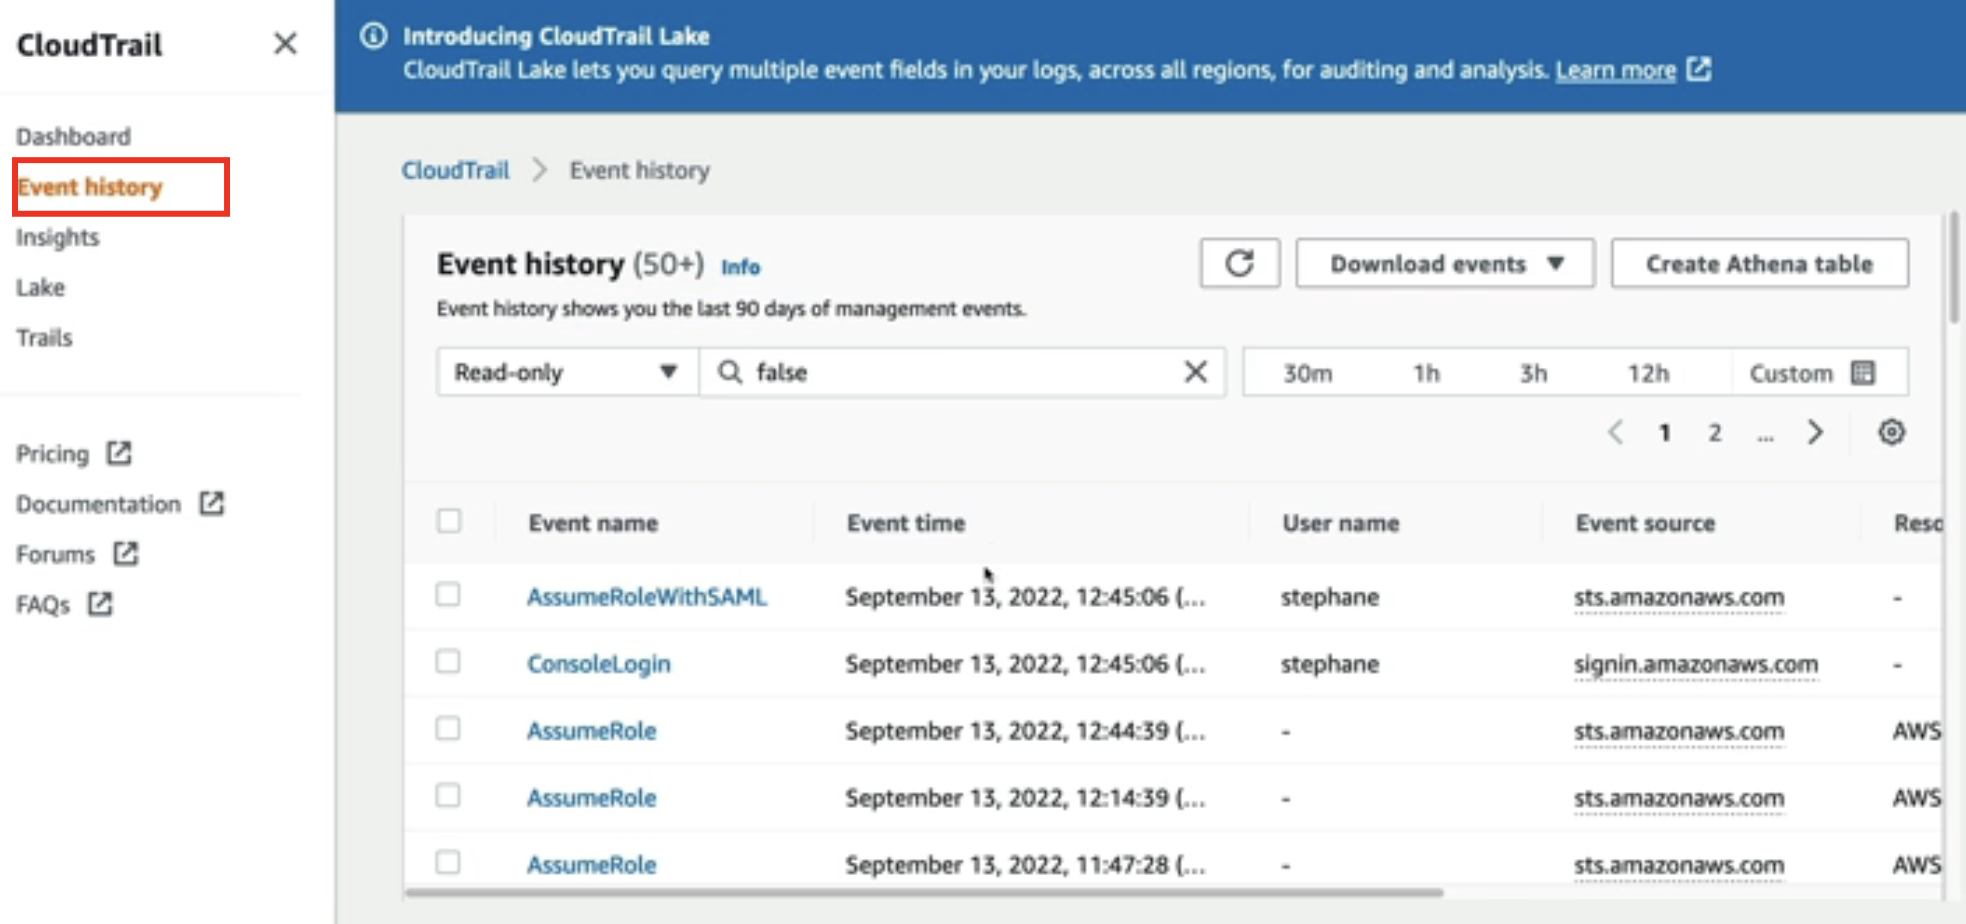 CloudTrail
Introducing CloudTrail Lake
CloudTrail Lake lets you query multiple event fields in your logs, across all regions, for auditing and analysis. Learn more
Dashboard
Event history
Insights
Lake
Trails
Pricing
Documentation
Forums
FAQs
CloudTrail > Event history
Event history (50+) Info
Event history shows you the last 90 days of management events.
Download events
Create Athena table
Read-only
false
30m 1h 3h 12h Custom
1 2 ...
Event name Event time User name Event source Reso
AssumeRoleWithSAML September 13, 2022, 12:45:06 (... stephane sts.amazonaws.com -
ConsoleLogin September 13, 2022, 12:45:06 (... stephane signin.amazonaws.com -
AssumeRole September 13, 2022, 12:44:39 (... - sts.amazonaws.com AWS
AssumeRole September 13, 2022, 12:14:39 (... - sts.amazonaws.com AWS
AssumeRole September 13, 2022, 11:47:28 (... - sts.amazonaws.com AWS